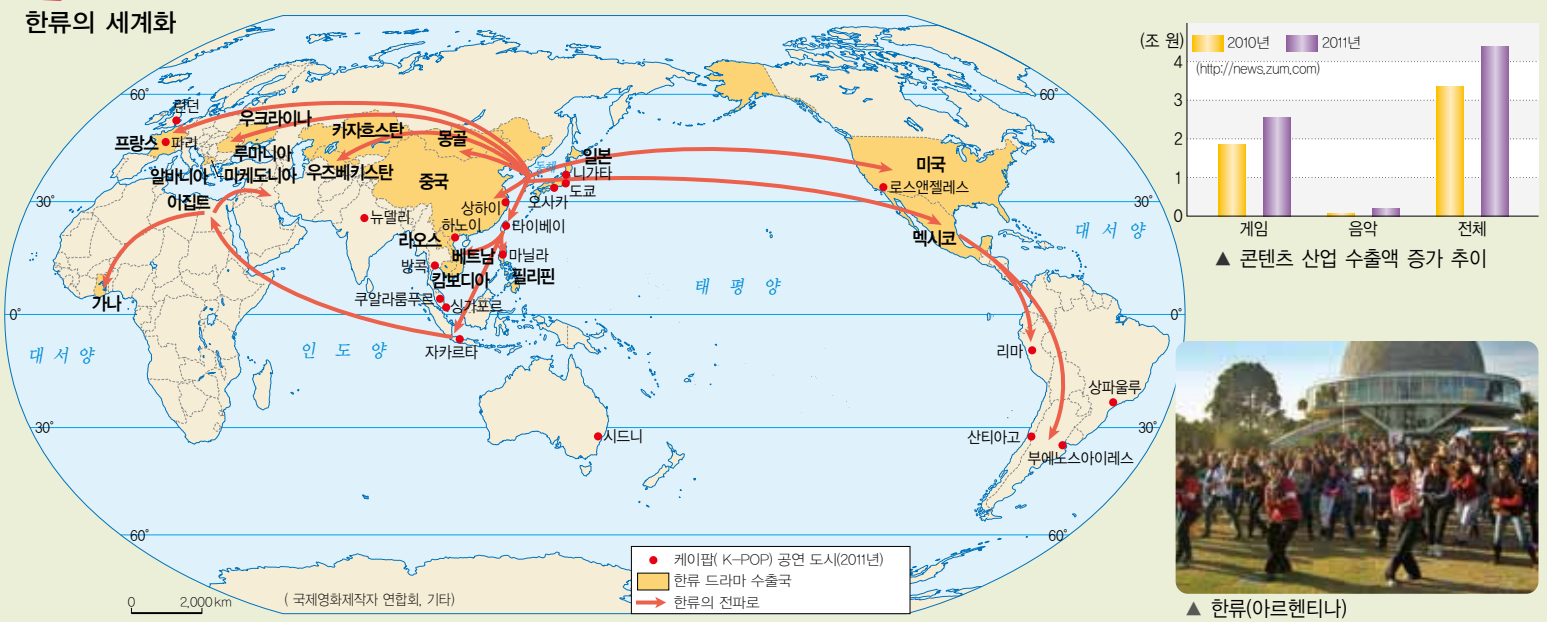 한류의 세계화
60°
60°
런던
우크라이나
프랑스
파리
카자흐스탄
몽골
루마니아
알바니아
마케도니아
우즈베키스탄
중국
동해
일본
니가타
도쿄
오사카
이집트
30°
30°
뉴델리
상하이
하노이
타이베이
라오스
베트남
마닐라
방콕
캄보디아
필리핀
쿠알라룸푸르
싱가포르
가나
0°
0°
자카르타
대서양
인도양
태평양
대서양
미국
로스앤젤레스
멕시코
리마
상파울루
30°
30°
시드니
산티아고
부에노스아이레스
60°
60°
케이팝( K-POP) 공연 도시(2011년)
한류 드라마 수출국
한류의 전파로
0 2,000km
( 국제영화제작자 연합회, 기타)
(조 원)
2010년 2011년
(http://news.zum.com)
4
3
2
1
0
게임 음악 전체
▲ 콘텐츠 산업 수출액 증가 추이
▲ 한류(아르헨티나)